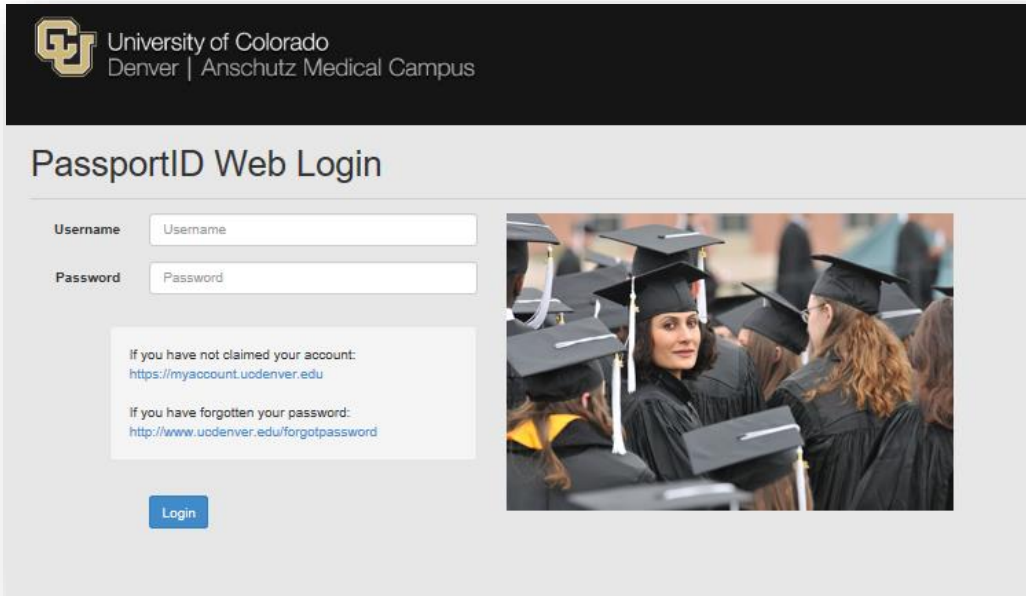 CU
University of Colorado
Denver | Anschutz Medical Campus
PassportID Web Login
Username
Username
Password
Password
If you have not claimed your account:
https://myaccount.ucdenver.edu
If you have forgotten your password:
http://www.ucdenver.edu/forgotpassword
Login